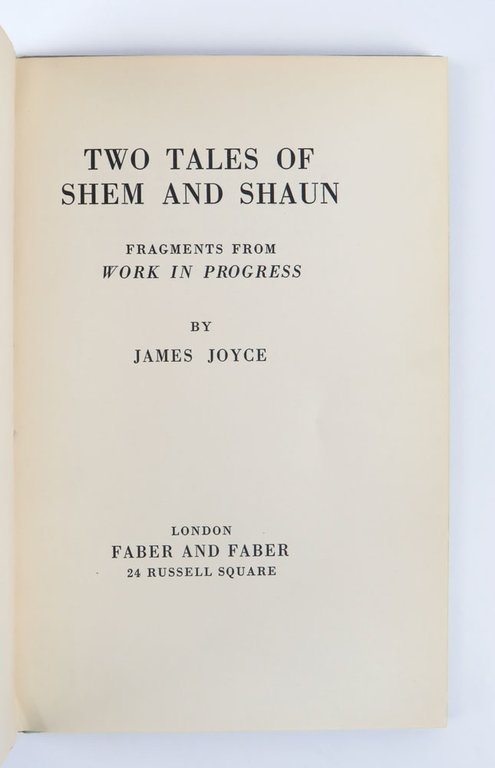 TWO TALES OF
SHEM AND SHAUN
FRAGMENTS FROM
WORK IN PROGRESS
BY
JAMES JOYCE
LONDON
FABER AND FABER
24 RUSSELL SQUARE